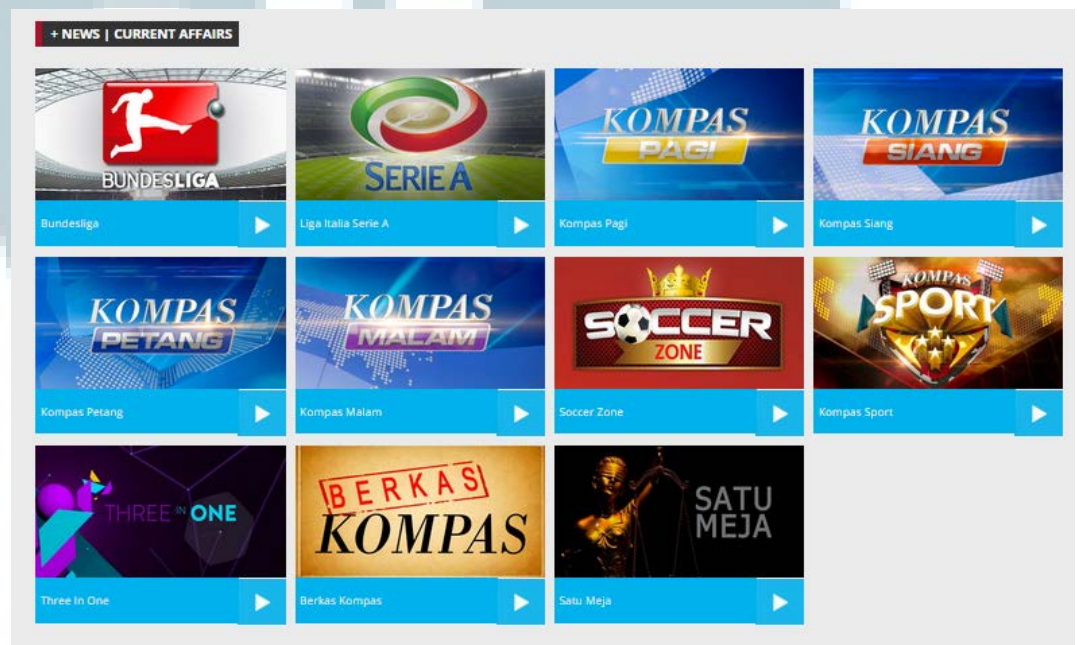 + NEWS | CURRENT AFFAIRS
BUNDESLIGA
SERIE A
KOMPAS
PAGI
KOMPAS
SIANG
Bundesliga
Liga Italia Serie A
Kompas Pagi
Kompas Siang
KOMPAS
PETANG
KOMPAS
MALAM
SOCCER
ZONE
KOMPAS
SPORT
Kompas Petang
Kompas Malam
Soccer Zone
Kompas Sport
THREE IN ONE
BERKAS
KOMPAS
SATU
MEJA
Three In One
Berkas Kompas
Satu Meja